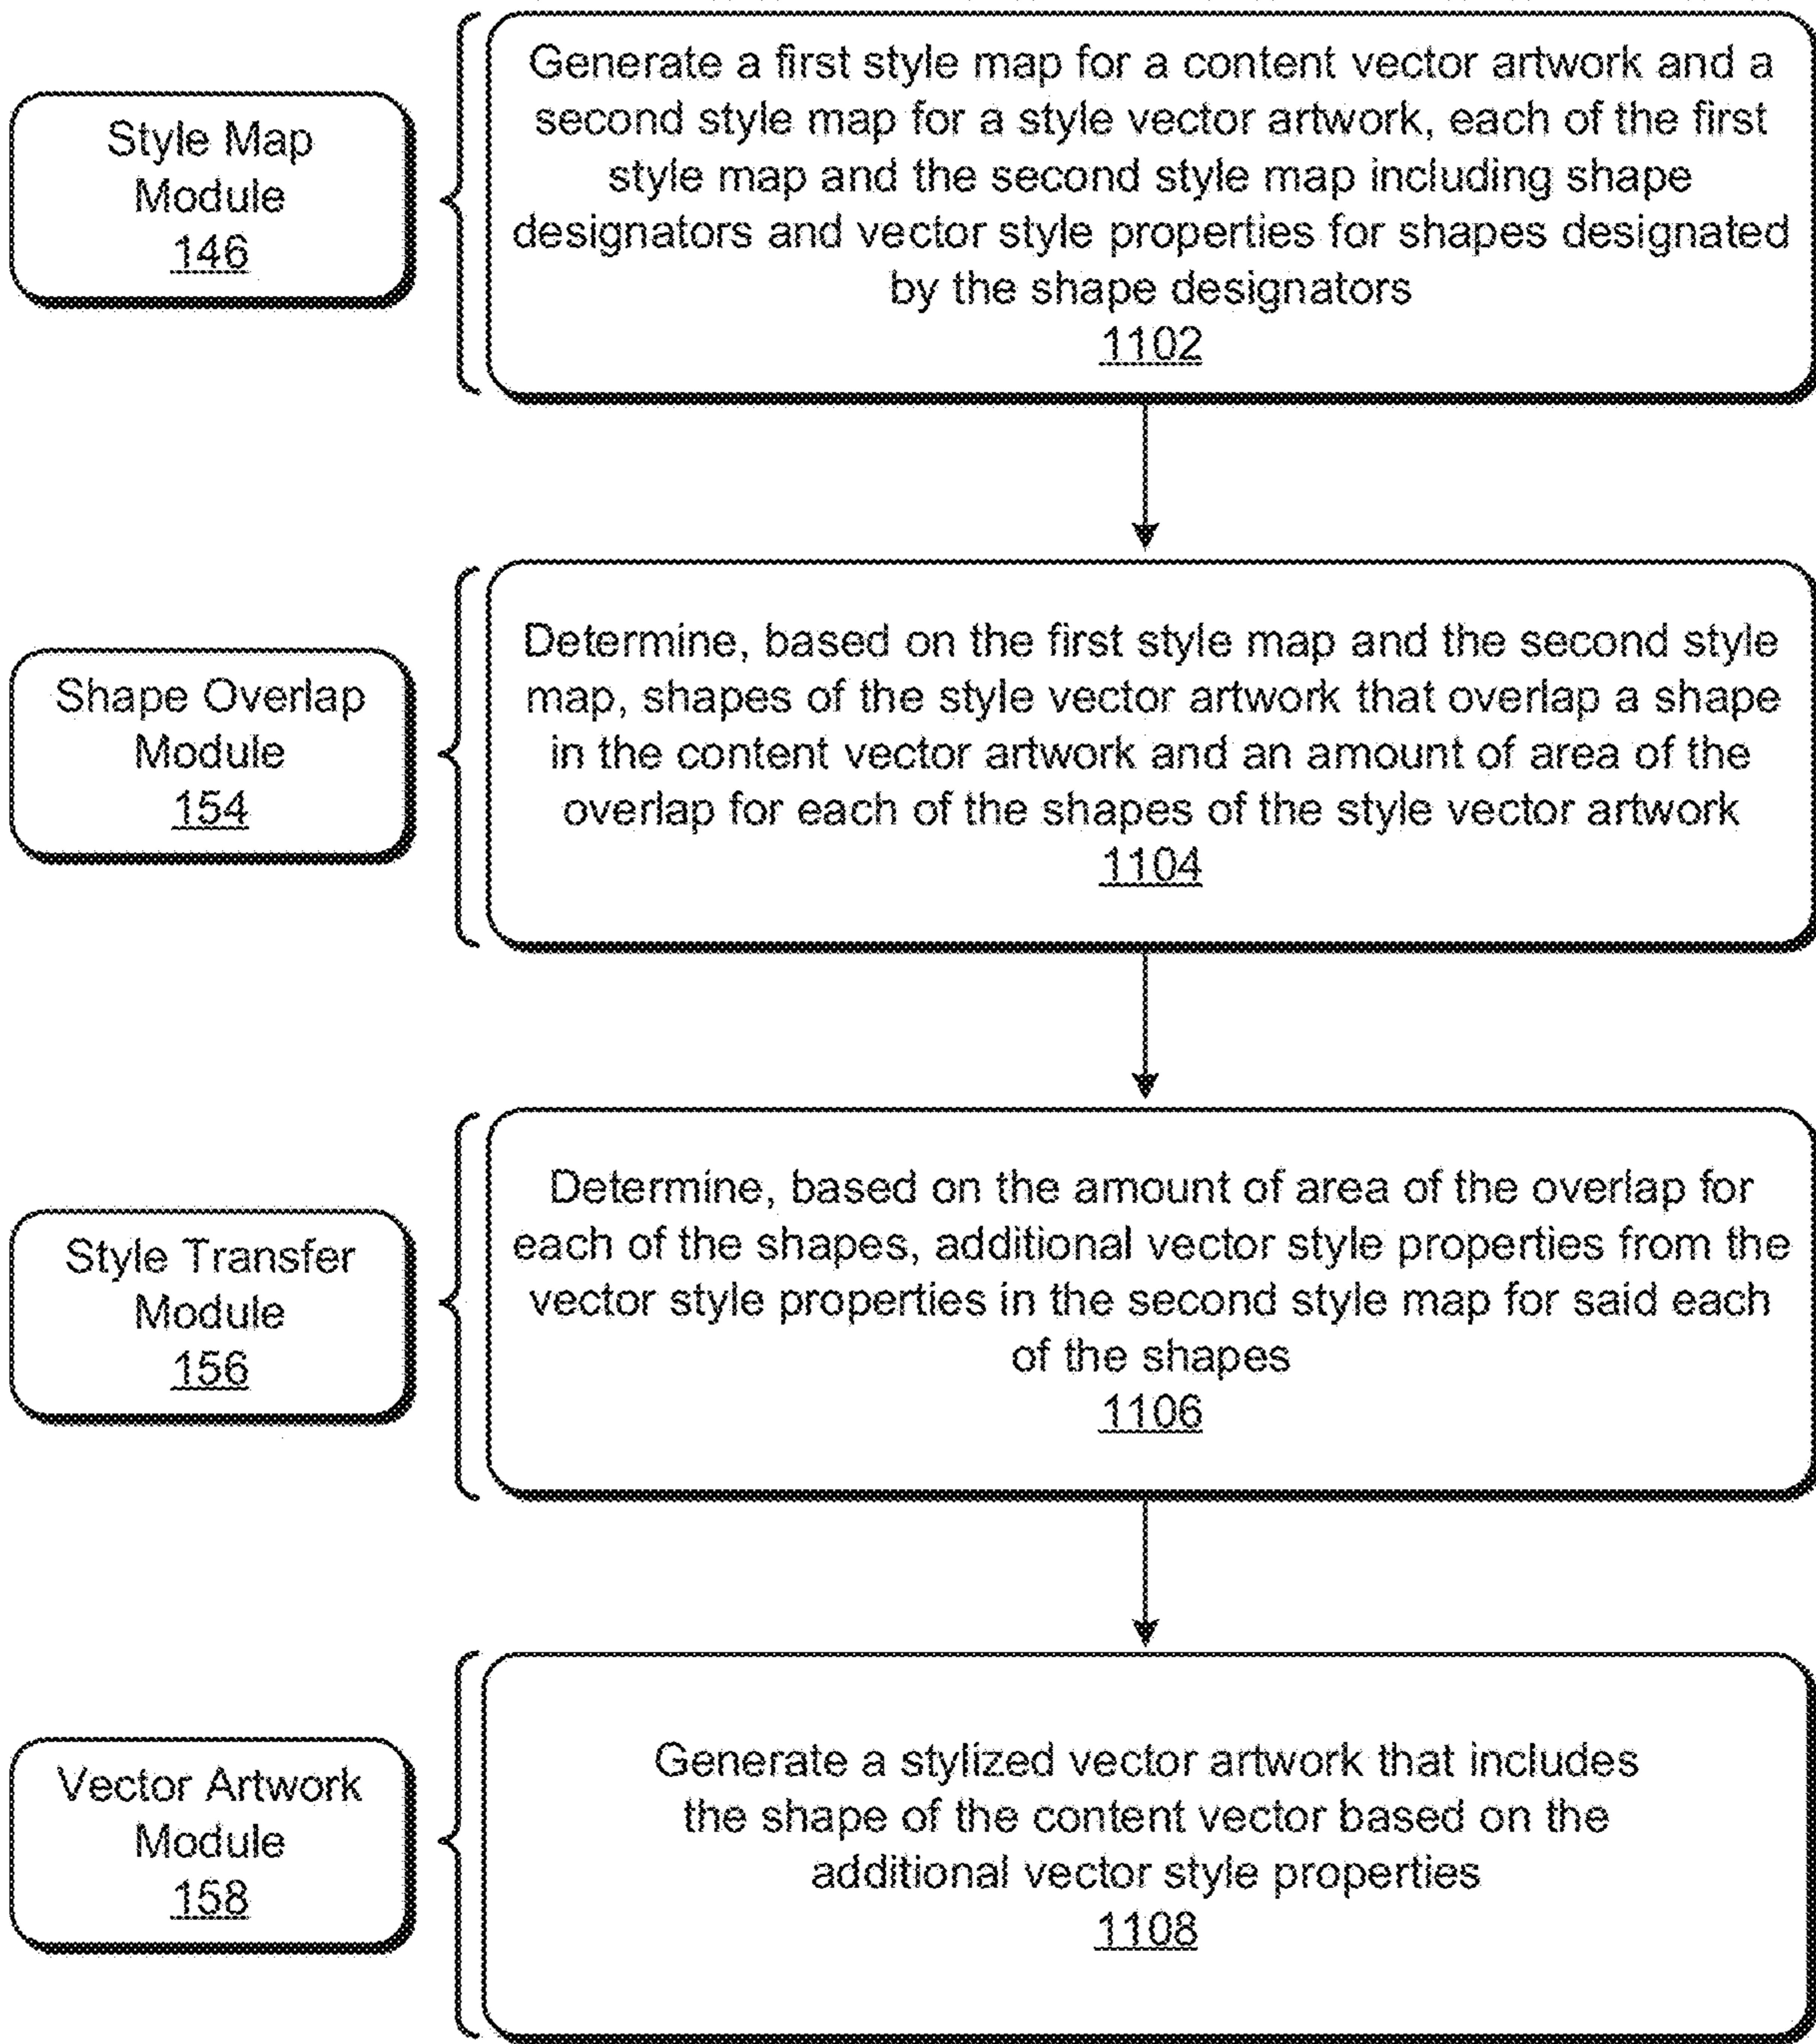 Style Map
Module
146
Generate a first style map for a content vector artwork and a
second style map for a style vector artwork, each of the first
style map and the second style map including shape
designators and vector style properties for shapes designated
by the shape designators
1102
Shape Overlap
Module
154
Determine, based on the first style map and the second style
map, shapes of the style vector artwork that overlap a shape
in the content vector artwork and an amount of area of the
overlap for each of the shapes of the style vector artwork
1104
Style Transfer
Module
156
Determine, based on the amount of area of the overlap for
each of the shapes, additional vector style properties from the
vector style properties in the second style map for said each
of the shapes
1106
Vector Artwork
Module
158
Generate a stylized vector artwork that includes
the shape of the content vector based on the
additional vector style properties
1108